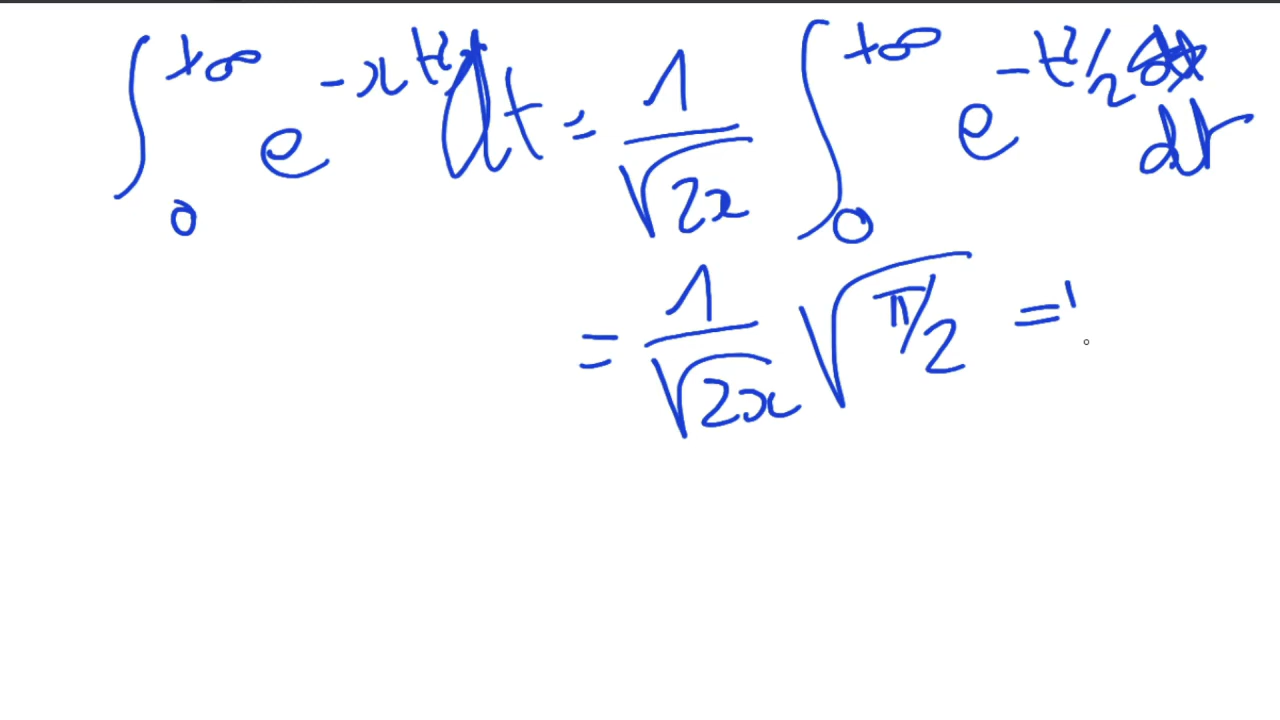 ∫₀^{+∞} e^{-xt²} dt = 1/√(2x) ∫₀^{+∞} e^{-t²/2} dt
= 1/√(2x) √(π/2) =